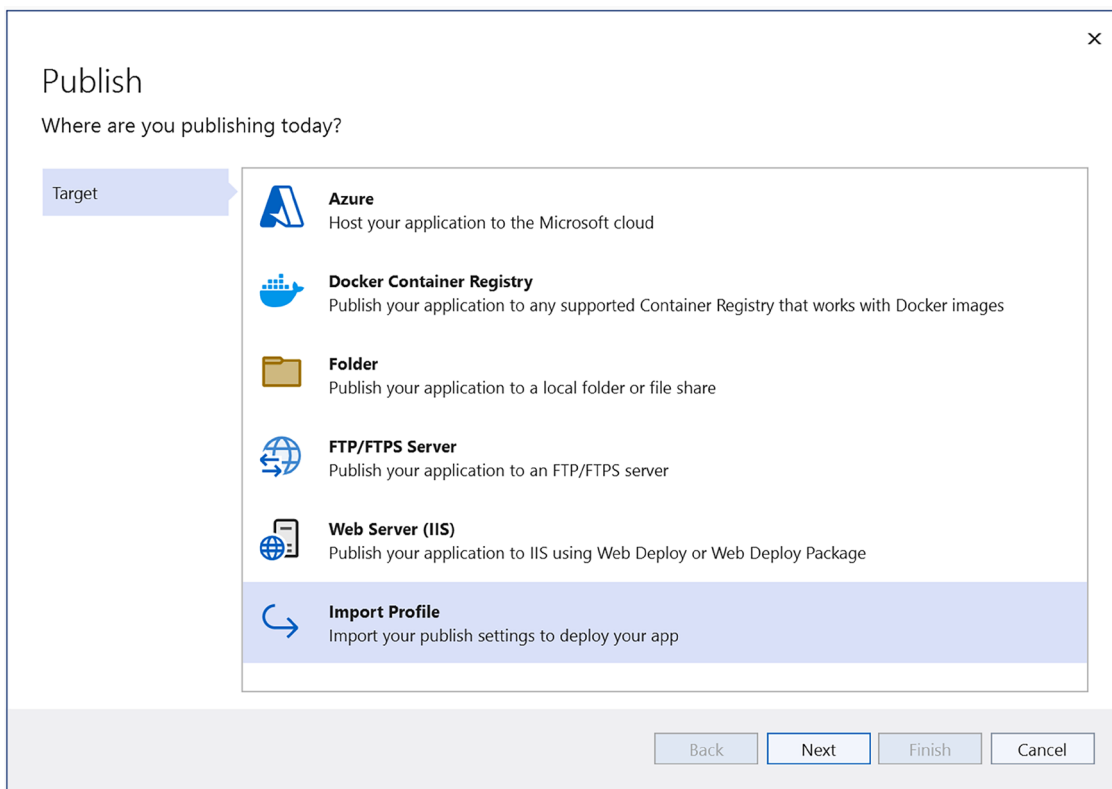 Publish
Where are you publishing today?
Target
Azure
Host your application to the Microsoft cloud
Docker Container Registry
Publish your application to any supported Container Registry that works with Docker images
Folder
Publish your application to a local folder or file share
FTP/FTPS Server
Publish your application to an FTP/FTPS server
Web Server (IIS)
Publish your application to IIS using Web Deploy or Web Deploy Package
Import Profile
Import your publish settings to deploy your app
Back
Next
Finish
Cancel